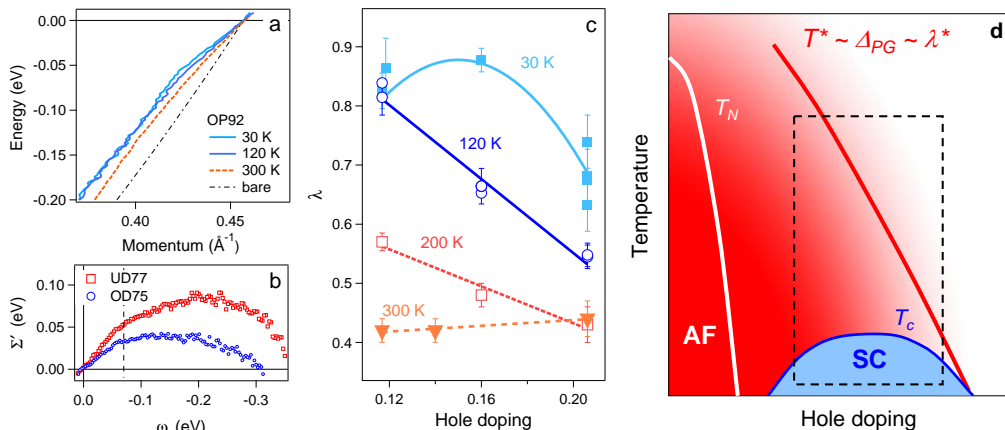 a
Energy (eV)
0.00
-0.05
-0.10
-0.15
-0.20
OP92
30 K
120 K
300 K
bare
0.40
0.45
Momentum (Å⁻¹)
b
UD77
OD75
Σ′ (eV)
0.10
0.05
0.00
0.0
-0.1
-0.2
-0.3
ω (eV)
c
λ
0.9
0.8
0.7
0.6
0.5
0.4
30 K
120 K
200 K
300 K
0.12
0.16
0.20
Hole doping
d
T* ~ Δ_PG ~ λ*
T_N
Temperature
AF
T_c
SC
Hole doping